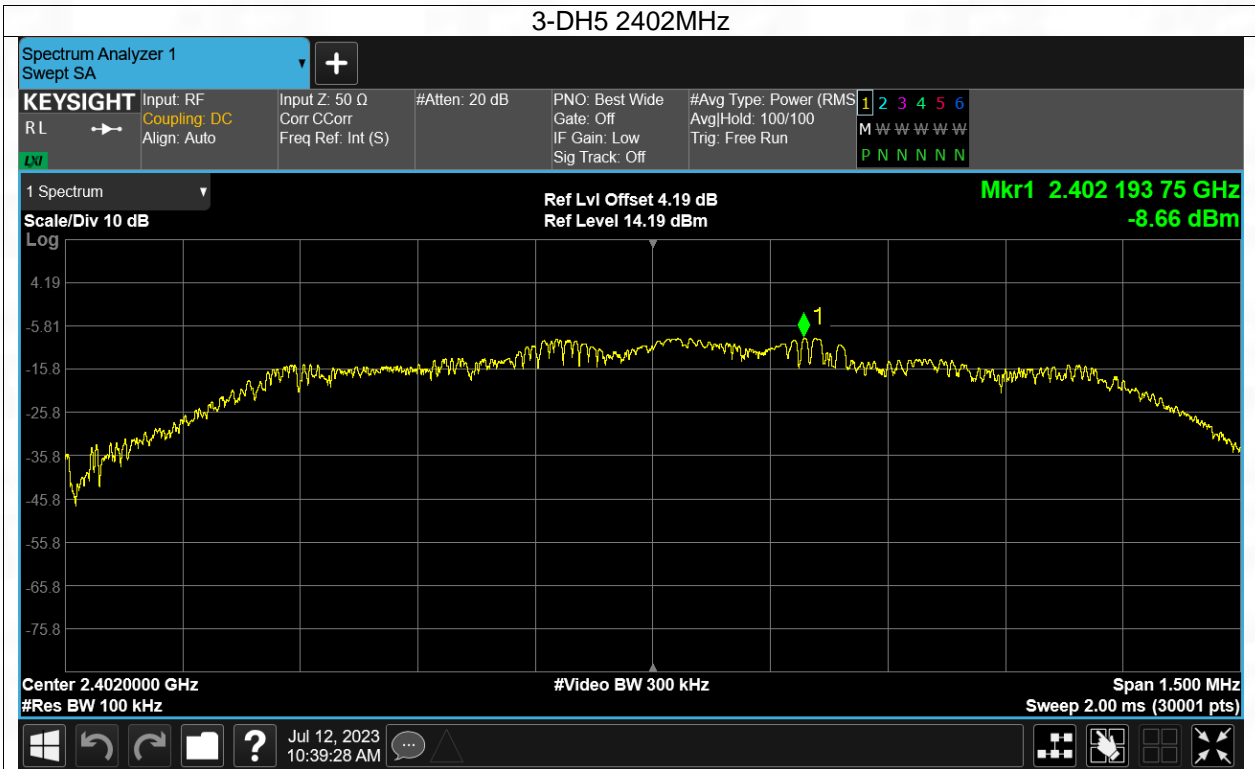 3-DH5 2402MHz
Spectrum Analyzer 1
Swept SA
KEYSIGHT
RL
LXI
Input: RF
Coupling: DC
Align: Auto
Input Z: 50 Ω
Corr CCorr
Freq Ref: Int (S)
#Atten: 20 dB
PNO: Best Wide
Gate: Off
IF Gain: Low
Sig Track: Off
#Avg Type: Power (RMS
Avg|Hold: 100/100
Trig: Free Run
1 2 3 4 5 6
M W W W W W
P N N N N N
1 Spectrum
Scale/Div 10 dB
Log
Ref Lvl Offset 4.19 dB
Ref Level 14.19 dBm
Mkr1 2.402 193 75 GHz
-8.66 dBm
4.19
-5.81
-15.8
-25.8
-35.8
-45.8
-55.8
-65.8
-75.8
1
Center 2.4020000 GHz
#Res BW 100 kHz
#Video BW 300 kHz
Span 1.500 MHz
Sweep 2.00 ms (30001 pts)
?
Jul 12, 2023
10:39:28 AM